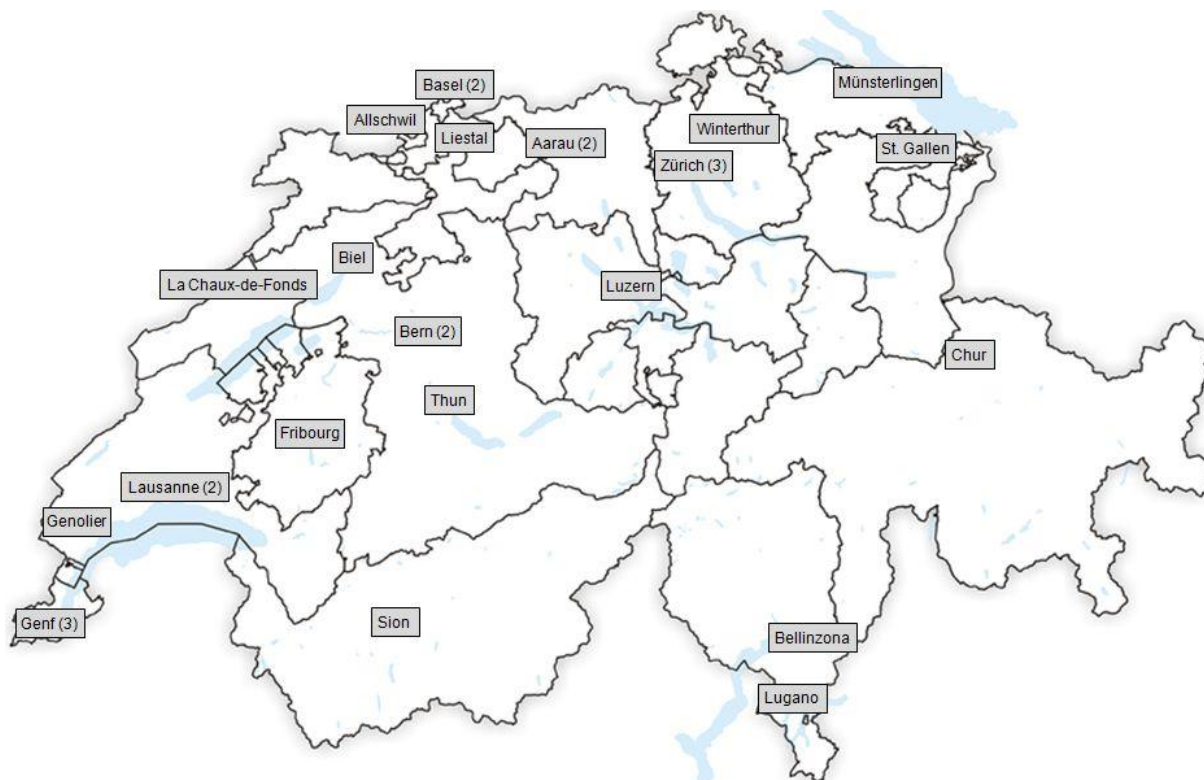 Basel (2)
Münsterlingen
Allschwil
Liestal
Winterthur
Aarau (2)
St. Gallen
Zürich (3)
Biel
La Chaux-de-Fonds
Luzern
Bern (2)
Chur
Thun
Fribourg
Lausanne (2)
Genolier
Genf (3)
Sion
Bellinzona
Lugano